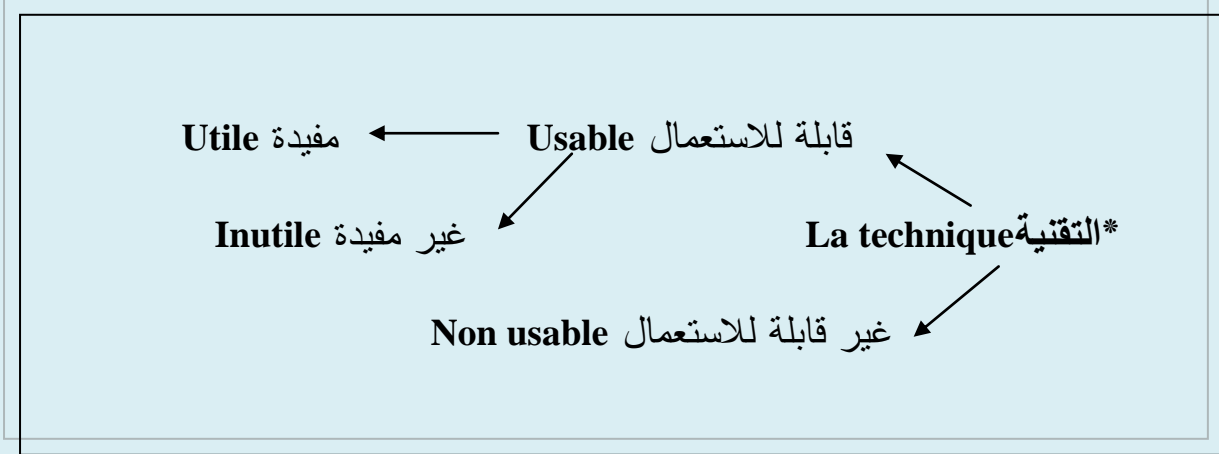 قابلة للاستعمال Usable مفيدة Utile
*التقنيةLa technique غير مفيدة Inutile
غير قابلة للاستعمال Non usable